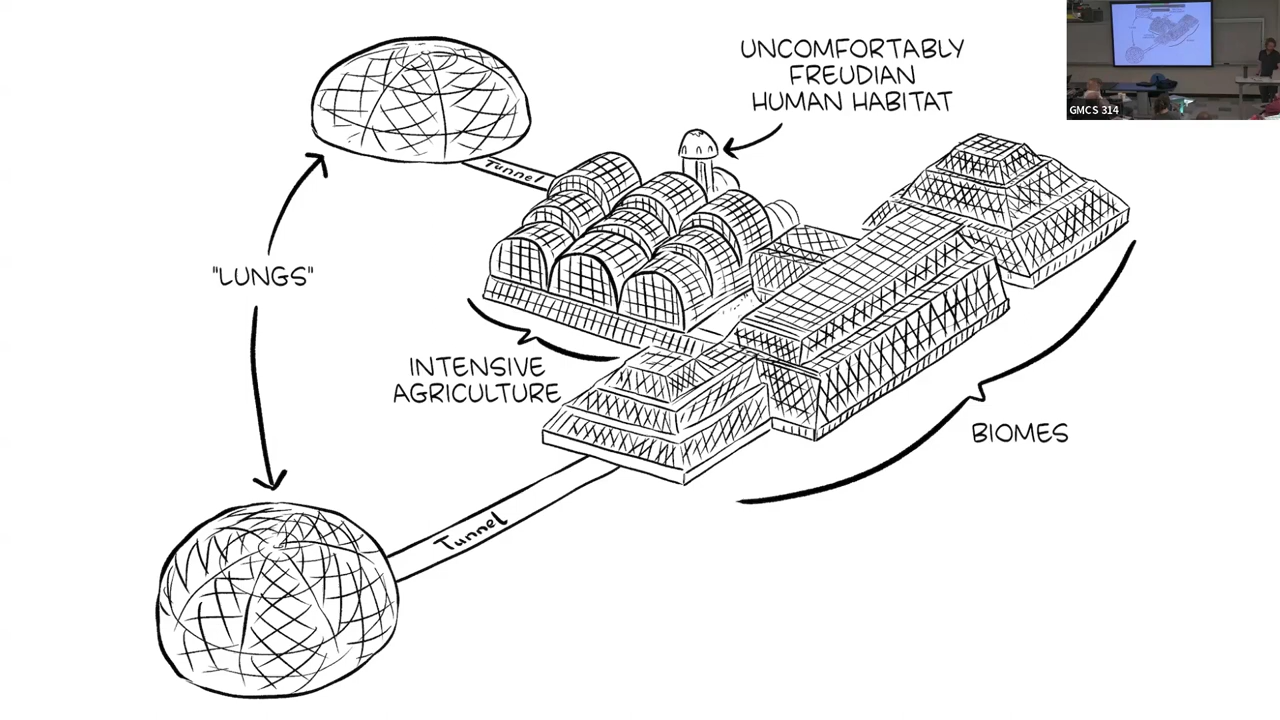 UNCOMFORTABLY
FREUDIAN
HUMAN HABITAT
GMCS 314
Tunnel
"LUNGS"
INTENSIVE
AGRICULTURE
BIOMES
Tunnel